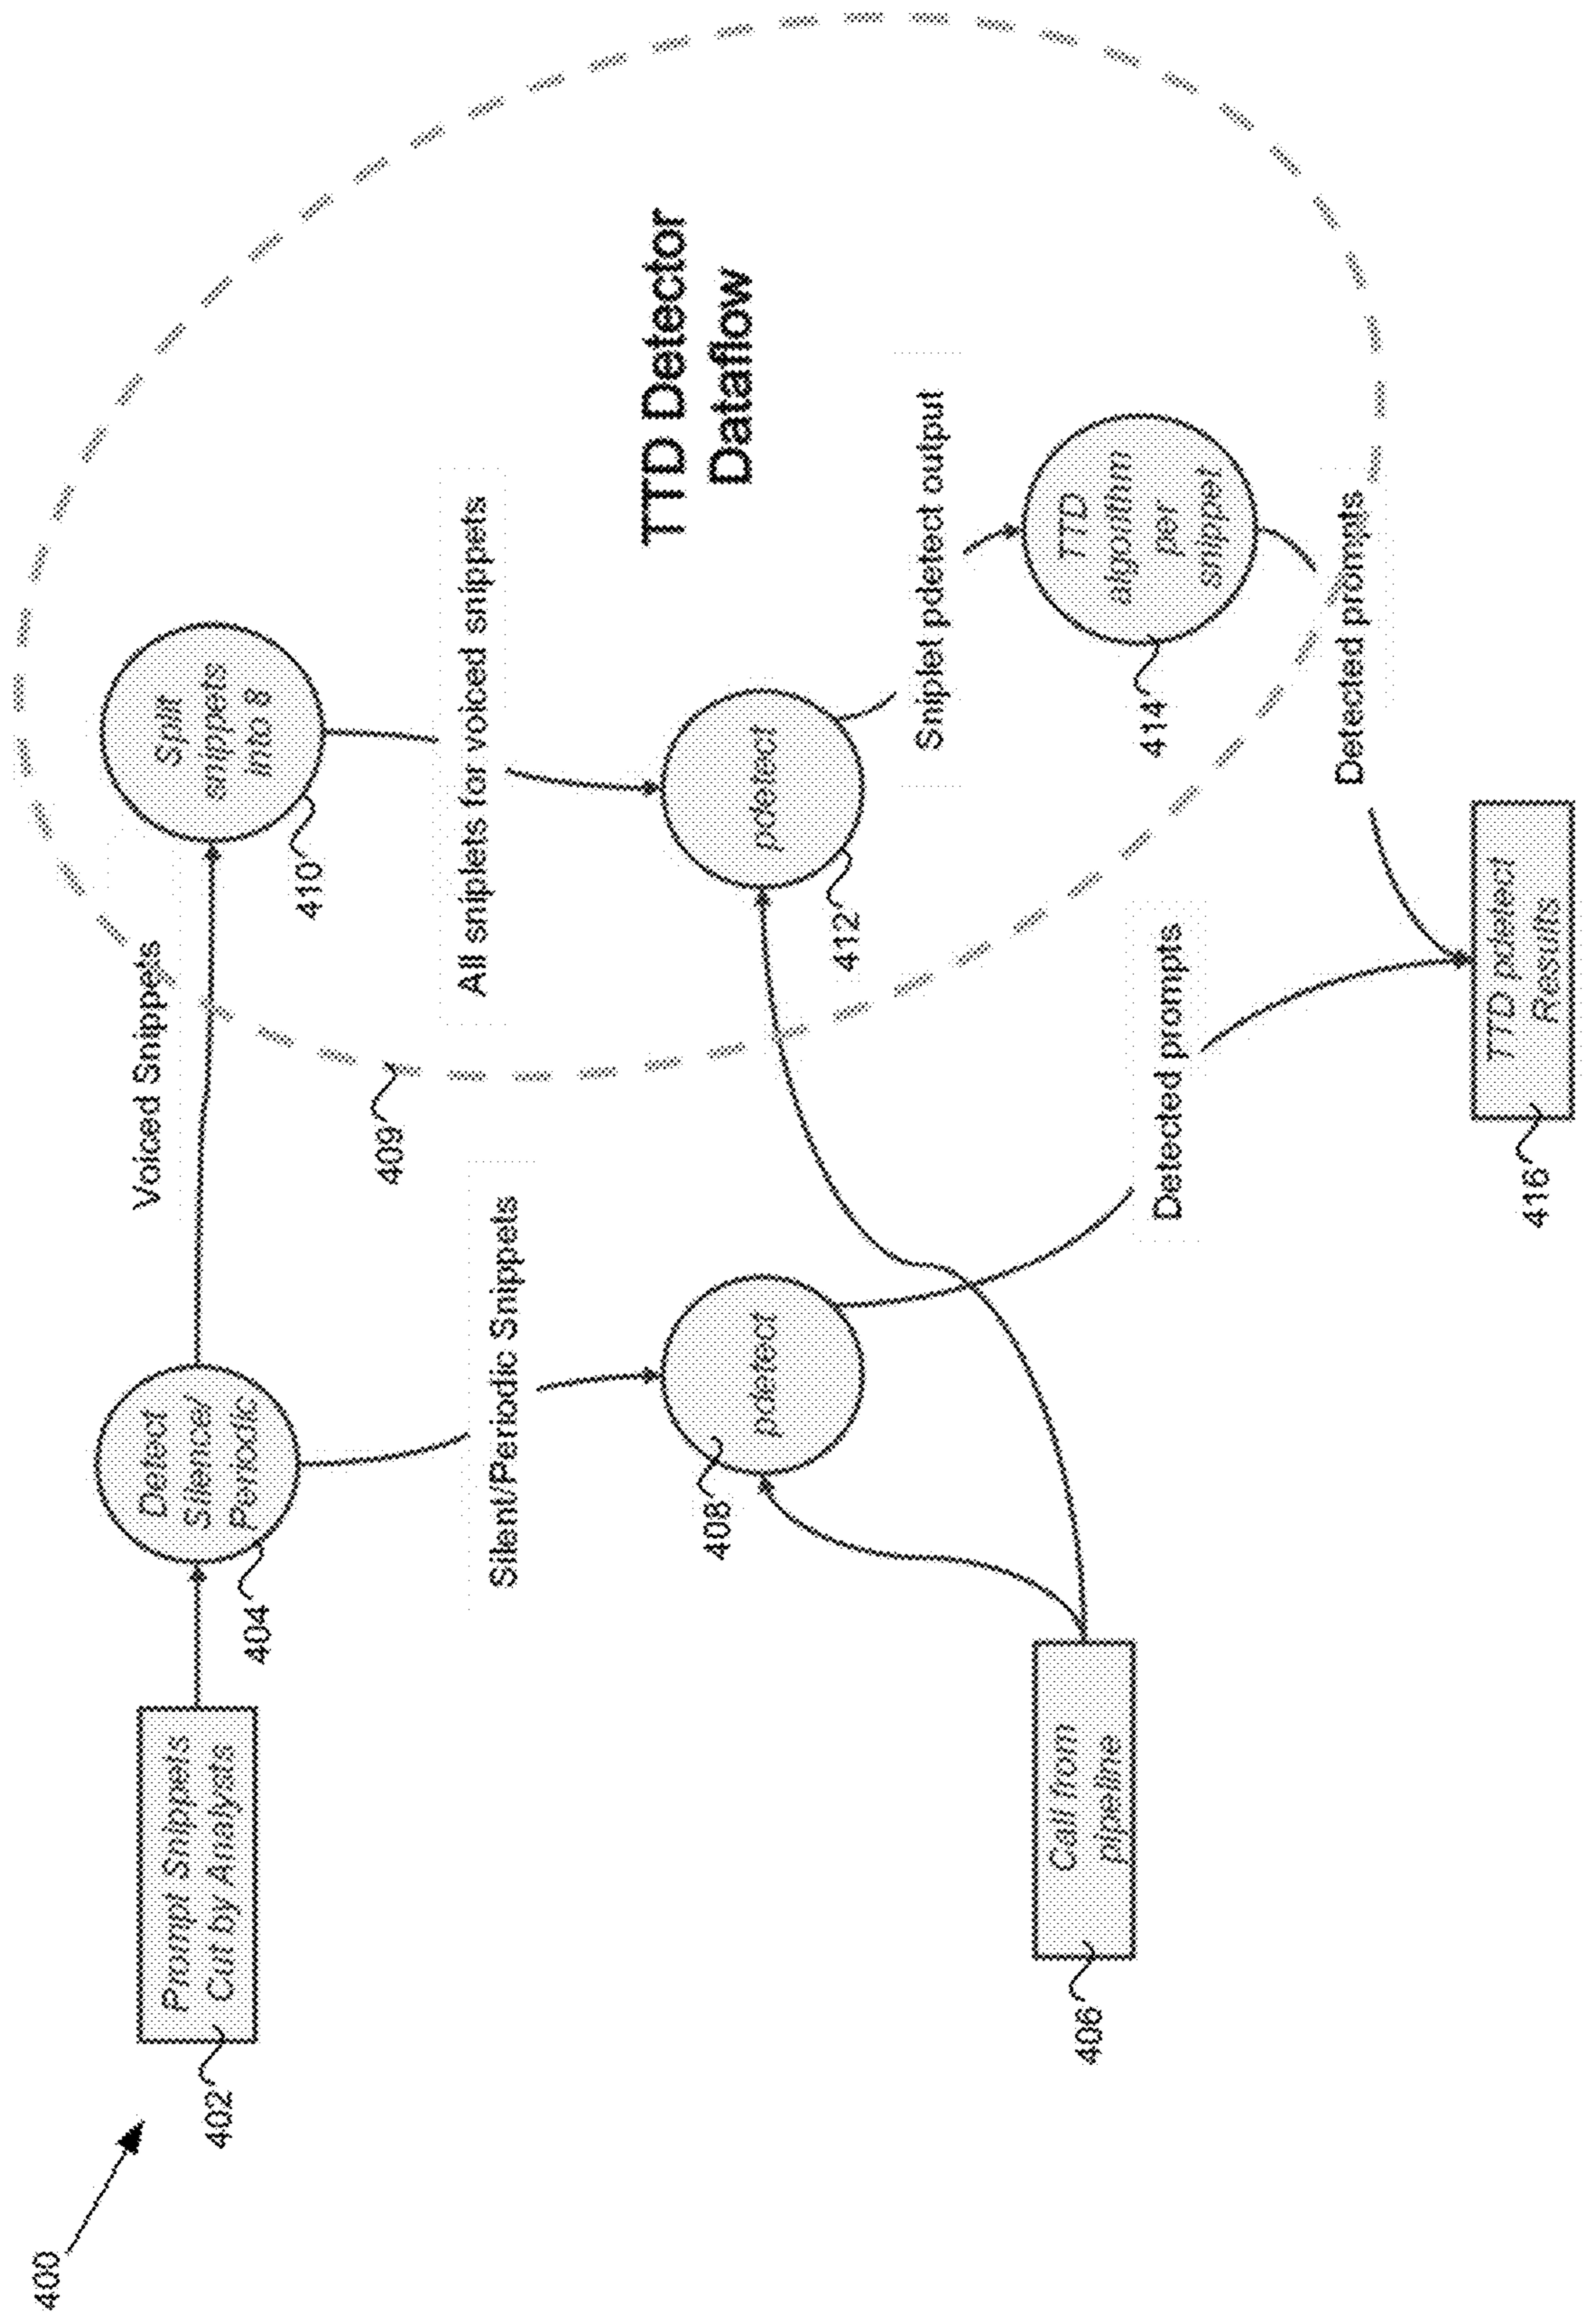 400
402
Prompt Snippets
Cut by Analysts
404
Detect
Silence/
Periodic
Voiced Snippets
410
Split
snippets
into 8
409
Silent/Periodic Snippets
All sniplets for voiced snippets
408
pdetect
412
pdetect
TTD Detector
Dataflow
Sniplet pdetect output
406
Call from
pipeline
414
TTD
algorithm
per
snippet
Detected prompts
Detected prompts
416
TTD pdetect
Results